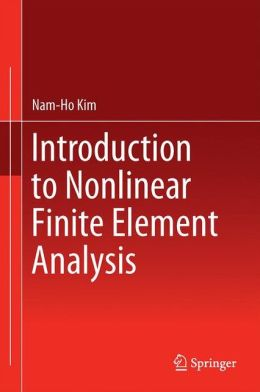 Nam-Ho Kim
Introduction
to Nonlinear
Finite Element
Analysis
Springer